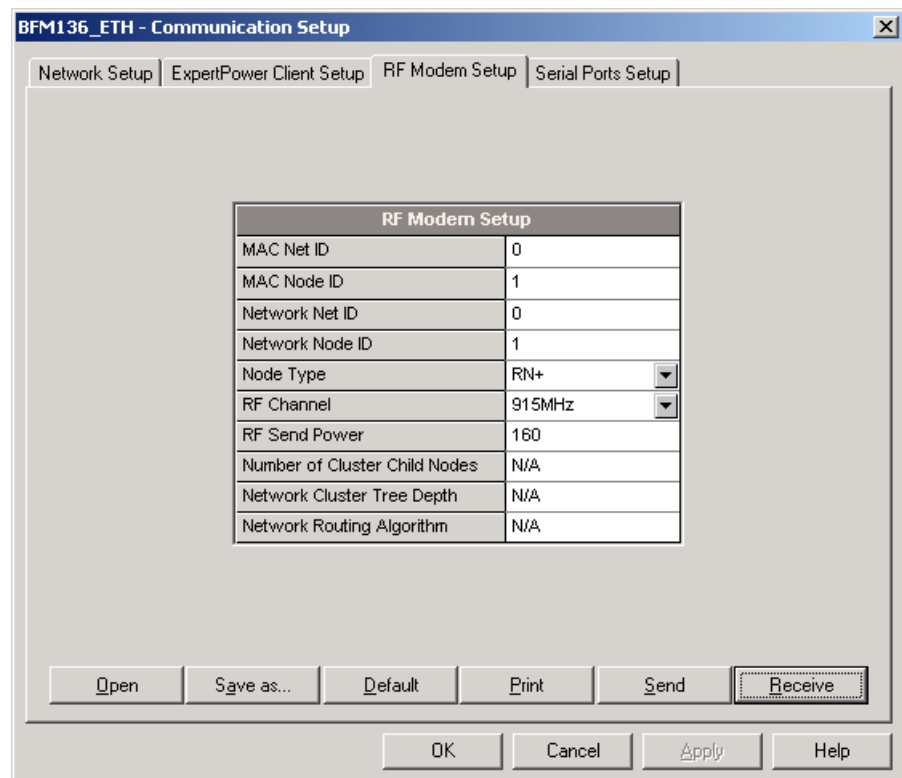 BFM136_ETH - Communication Setup
Network Setup ExpertPower Client Setup RF Modem Setup Serial Ports Setup
RF Modem Setup
MAC Net ID 0
MAC Node ID 1
Network Net ID 0
Network Node ID 1
Node Type RN+
RF Channel 915MHz
RF Send Power 160
Number of Cluster Child Nodes N/A
Network Cluster Tree Depth N/A
Network Routing Algorithm N/A
Open Save as... Default Print Send Receive
OK Cancel Apply Help